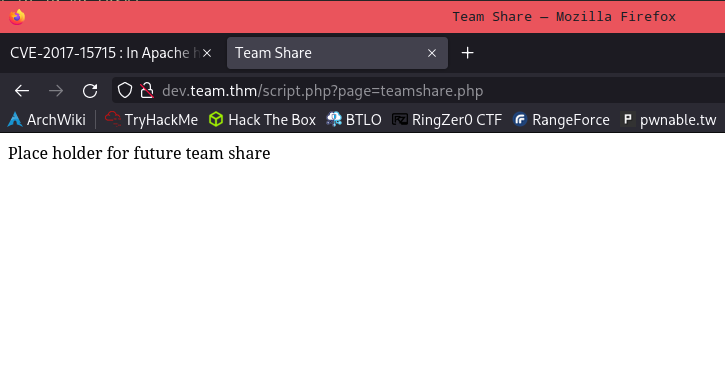 Team Share — Mozilla Firefox
CVE-2017-15715 : In Apache h
Team Share
dev.team.thm/script.php?page=teamshare.php
ArchWiki TryHackMe Hack The Box BTLO RingZer0 CTF RangeForce pwnable.tw
Place holder for future team share